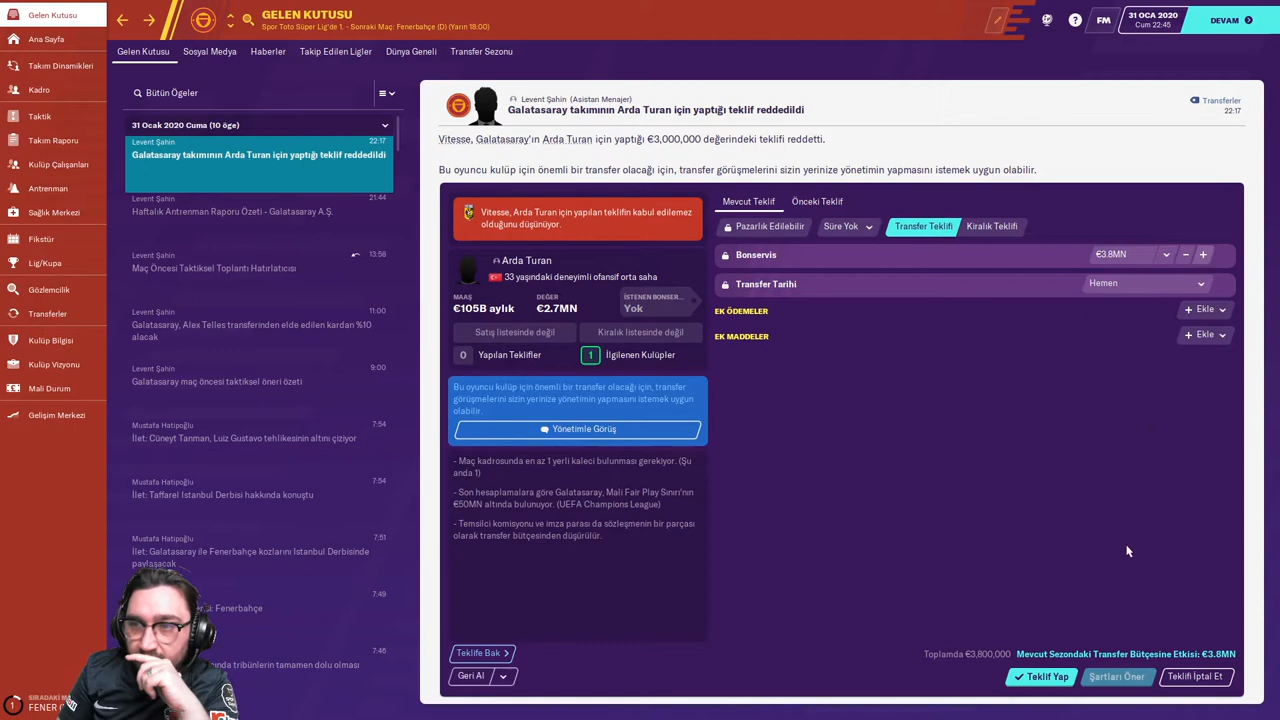 Gelen Kutusu
Ana Sayfa
Takım Dinamikleri
Kadro
Taktik
Takım Raporu
Kulüp Çalışanları
Antrenman
Sağlık Merkezi
Fikstür
Lig/Kupa
Gözlemcilik
Transferler
Kulüp Bilgisi
Kulüp Vizyonu
Mali Durum
Gelişim Merkezi
1
FENER
GELEN KUTUSU
Spor Toto Süper Lig'de 1. - Sonraki Maç: Fenerbahçe (D) (Yarın 18:00)
?
FM
31 OCA 2020
Cum 22:45
DEVAM
Gelen Kutusu Sosyal Medya Haberler Takip Edilen Ligler Dünya Geneli Transfer Sezonu
Bütün Ögeler
31 Ocak 2020 Cuma (10 öge)
Levent Şahin 22:17
Galatasaray takımının Arda Turan için yaptığı teklif reddedildi
Levent Şahin 21:44
Haftalık Antrenman Raporu Özeti - Galatasaray A.Ş.
Levent Şahin 13:58
Maç Öncesi Taktiksel Toplantı Hatırlatıcısı
Levent Şahin 11:00
Galatasaray, Alex Telles transferinden elde edilen kardan %10
alacak
Levent Şahin 9:00
Galatasaray maç öncesi taktiksel öneri özeti
Mustafa Hatipoğlu 7:54
İlet: Cüneyt Tanman, Luiz Gustavo tehlikesinin altını çiziyor
Mustafa Hatipoğlu 7:54
İlet: Taffarel Istanbul Derbisi hakkında konuştu
Mustafa Hatipoğlu 7:51
İlet: Galatasaray ile Fenerbahçe kozlarını Istanbul Derbisinde
paylaşacak
7:49
: Fenerbahçe
7:46
tribünlerin tamamen dolu olması
Levent Şahin (Asistan Menajer)
Galatasaray takımının Arda Turan için yaptığı teklif reddedildi
Transferler
22:17
Vitesse, Galatasaray'ın Arda Turan için yaptığı €3,000,000 değerindeki teklifi reddetti.
Bu oyuncu kulüp için önemli bir transfer olacağı için, transfer görüşmelerini sizin yerinize yönetimin yapmasını istemek uygun olabilir.
Vitesse, Arda Turan için yapılan teklifin kabul edilemez
olduğunu düşünüyor.
Arda Turan
33 yaşındaki deneyimli ofansif orta saha
MAAŞ DEĞER İSTENEN BONSER...
€105B aylık €2.7MN Yok
Satış listesinde değil Kiralık listesinde değil
0 Yapılan Teklifler 1 İlgilenen Kulüpler
Bu oyuncu kulüp için önemli bir transfer olacağı için, transfer
görüşmelerini sizin yerinize yönetimin yapmasını istemek uygun
olabilir.
Yönetimle Görüş
- Maç kadrosunda en az 1 yerli kaleci bulunması gerekiyor. (Şu
anda 1)
- Son hesaplamalara göre Galatasaray, Mali Fair Play Sınırı'nın
€50MN altında bulunuyor. (UEFA Champions League)
- Temsilci komisyonu ve imza parası da sözleşmenin bir parçası
olarak transfer bütçesinden düşürülür.
Teklife Bak
Geri Al
Mevcut Teklif Önceki Teklif
Pazarlık Edilebilir Süre Yok Transfer Teklifi Kiralık Teklifi
Bonservis €3.8MN
Transfer Tarihi Hemen
EK ÖDEMELER Ekle
EK MADDELER Ekle
Toplamda €3,800,000 Mevcut Sezondaki Transfer Bütçesine Etkisi: €3.8MN
Teklif Yap Şartları Öner Teklifi İptal Et